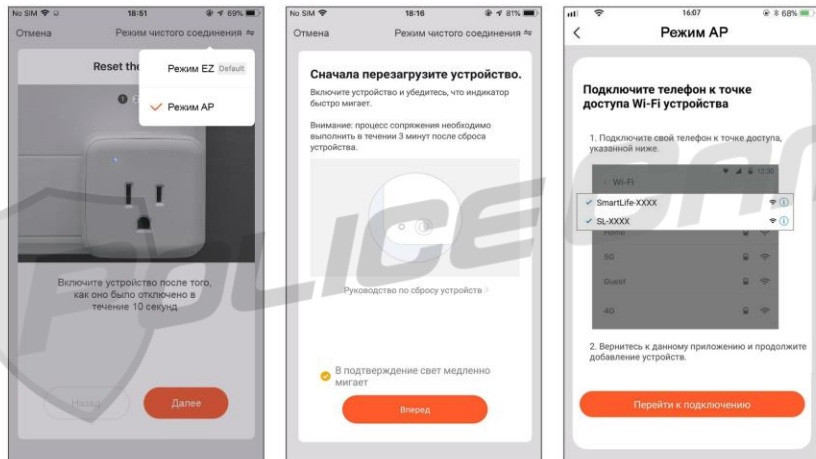 No SIM 18:51 69%
Отмена Режим чистого соединения
Reset the
Режим EZ Default
Режим AP
1
Включите устройство после того,
как оно было отключено в
течение 10 секунд
Назад Далее
No SIM 18:16 81%
Отмена Режим чистого соединения
Сначала перезагрузите устройство.
Включите устройство и убедитесь, что индикатор
быстро мигает.
Внимание: процесс сопряжения необходимо
выполнить в течении 3 минут после сброса
устройства.
Руководство по сбросу устройств >
В подтверждение свет медленно
мигает
Вперед
16:07 68%
Режим AP
Подключите телефон к точке
доступа Wi-Fi устройства
1. Подключите свой телефон к точке доступа,
указанной ниже.
12:30
Wi-Fi
SmartLife-XXXX
SL-XXXX
Home
5G
Guest
4G
2. Вернитесь к данному приложению и продолжите
добавление устройств.
Перейти к подключению
POLICECAM